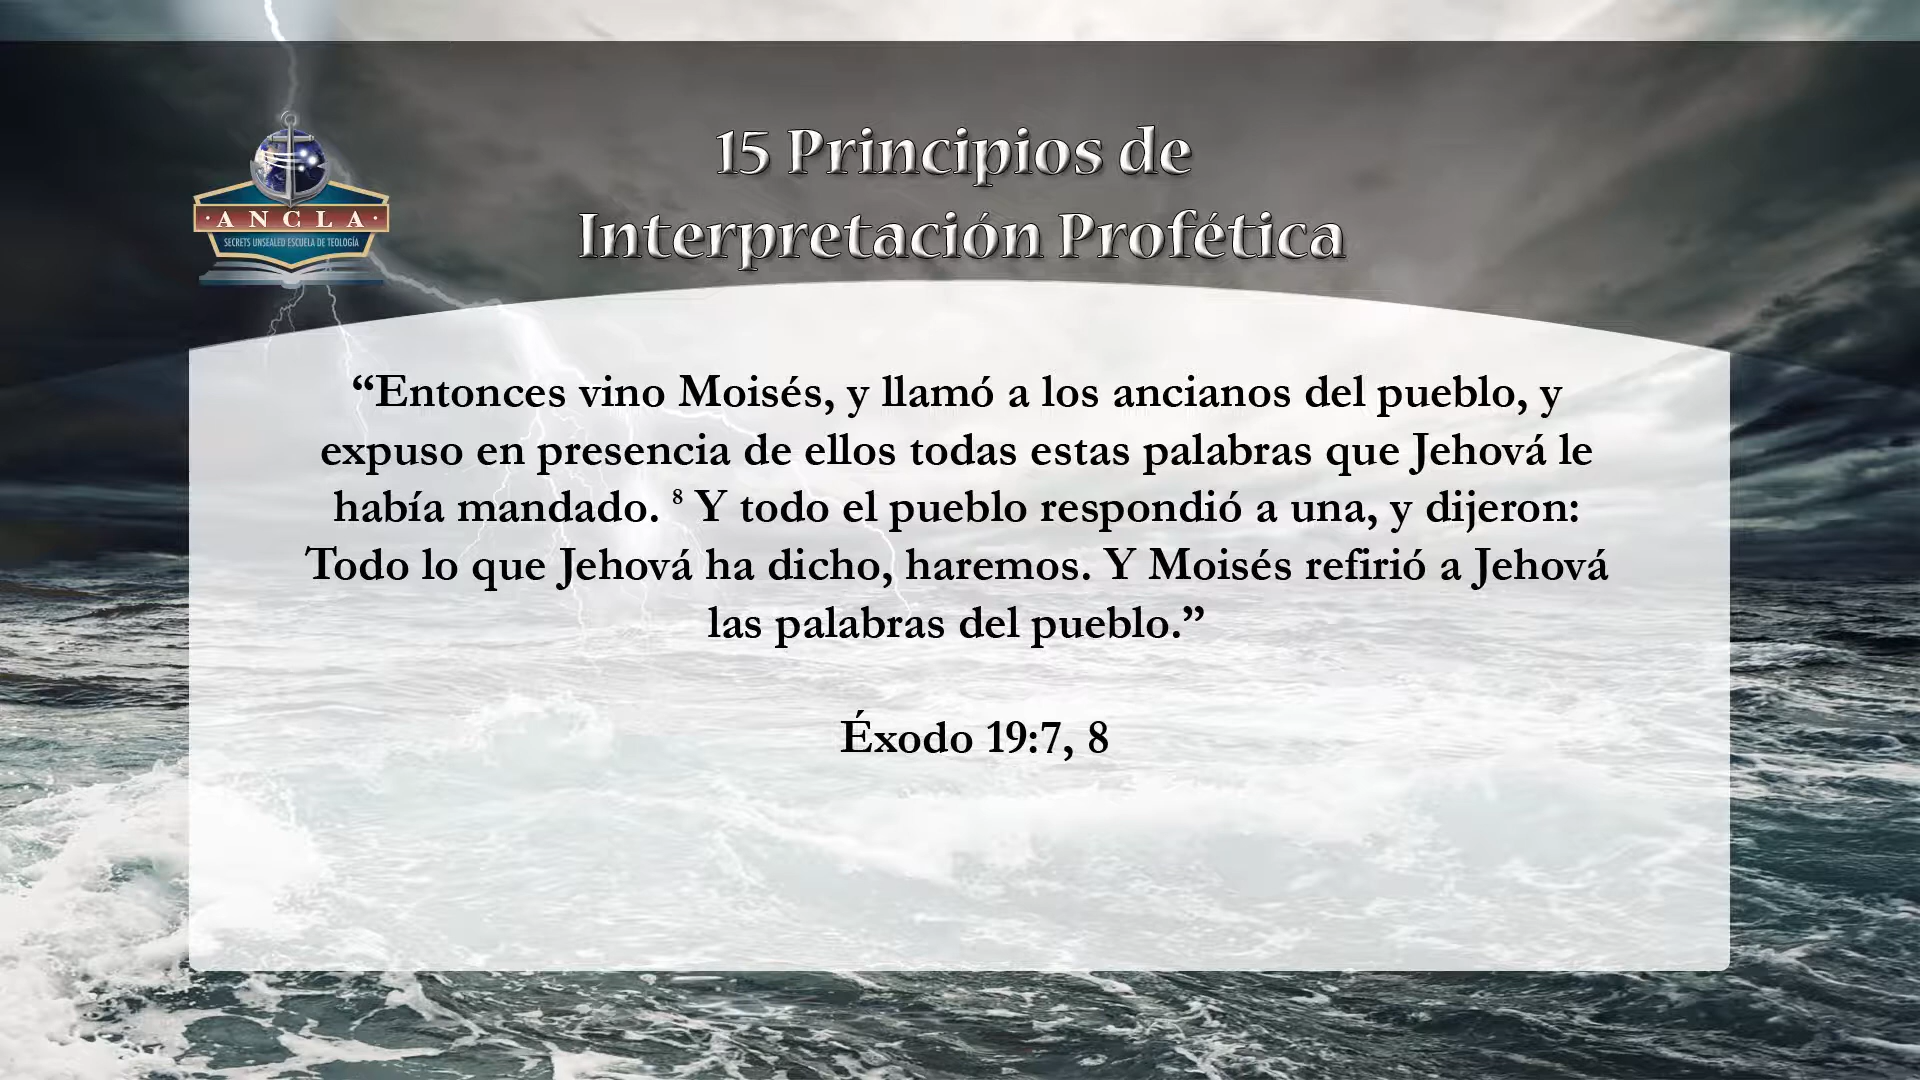 15 Principios de
Interpretación Profética
· A N C L A ·
SECRETS UNSEALED ESCUELA DE TEOLOGÍA
“Entonces vino Moisés, y llamó a los ancianos del pueblo, y
expuso en presencia de ellos todas estas palabras que Jehová le
había mandado. ⁸ Y todo el pueblo respondió a una, y dijeron:
Todo lo que Jehová ha dicho, haremos. Y Moisés refirió a Jehová
las palabras del pueblo.”
Éxodo 19:7, 8